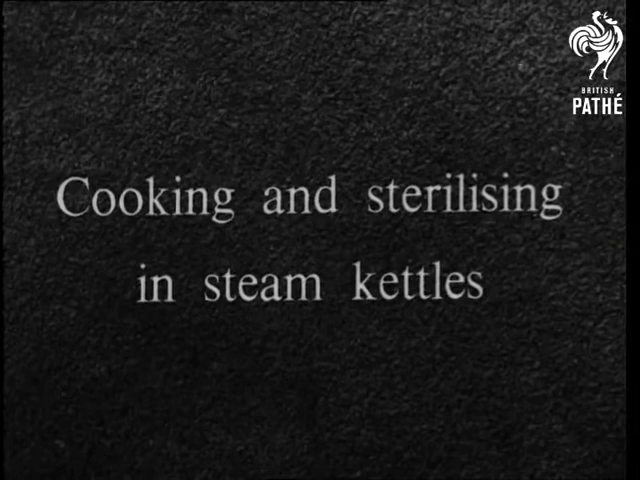 BRITISH
PATHÉ
Cooking and sterilising
in steam kettles